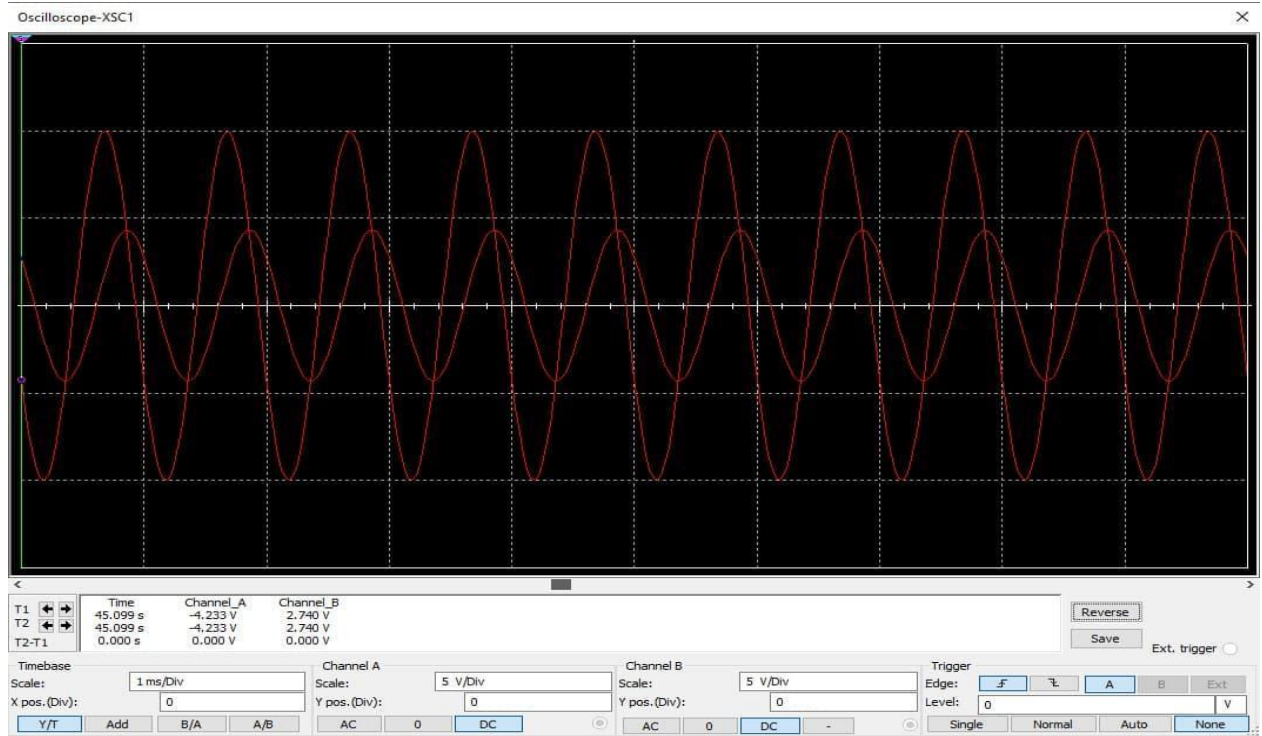 Oscilloscope-XSC1
Time Channel_A Channel_B
T1 45.099 s -4.233 V 2.740 V
T2 45.099 s -4.233 V 2.740 V
T2-T1 0.000 s 0.000 V 0.000 V
Reverse
Save
Ext. trigger
Timebase
Scale: 1 ms/Div
X pos.(Div): 0
Y/T Add B/A A/B
Channel A
Scale: 5 V/Div
Y pos.(Div): 0
AC 0 DC
Channel B
Scale: 5 V/Div
Y pos.(Div): 0
AC 0 DC -
Trigger
Edge: A B Ext
Level: 0 V
Single Normal Auto None